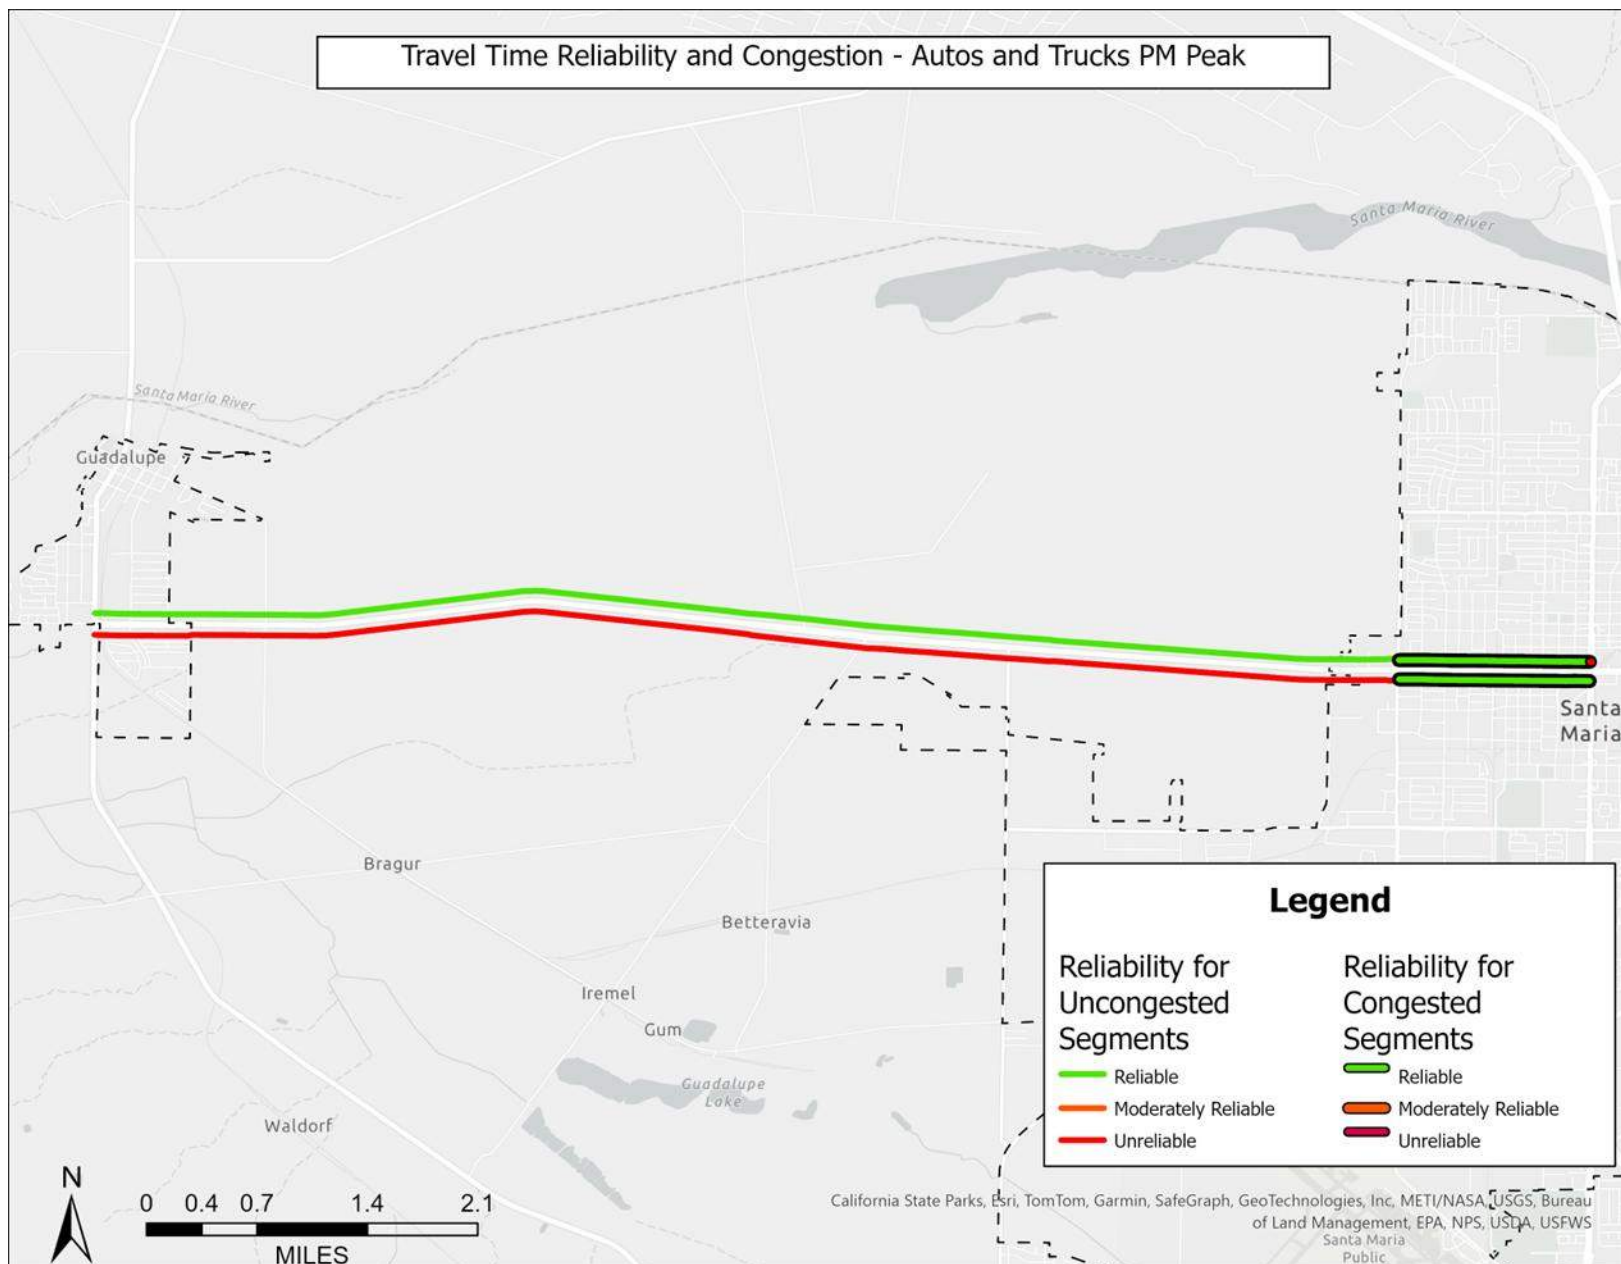 Travel Time Reliability and Congestion - Autos and Trucks PM Peak
Santa Maria River
Santa Maria River
Guadalupe
Santa
Maria
Bragur
Betteravia
Iremel
Gum
Guadalupe
Lake
Waldorf
Legend
Reliability for
Uncongested
Segments
Reliable
Moderately Reliable
Unreliable
Reliability for
Congested
Segments
Reliable
Moderately Reliable
Unreliable
N
0 0.4 0.7 1.4 2.1
MILES
California State Parks, Esri, TomTom, Garmin, SafeGraph, GeoTechnologies, Inc, METI/NASA, USGS, Bureau
of Land Management, EPA, NPS, USDA, USFWS
Santa Maria
Public